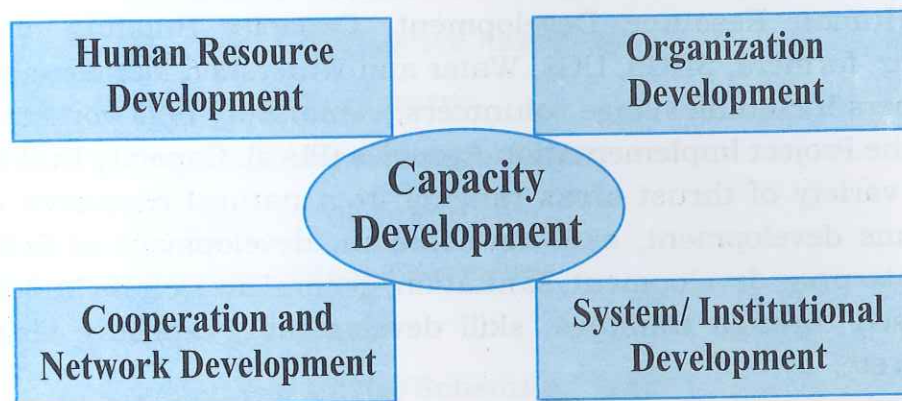 Human Resource
Development
Organization
Development
Capacity
Development
Cooperation and
Network Development
System/ Institutional
Development